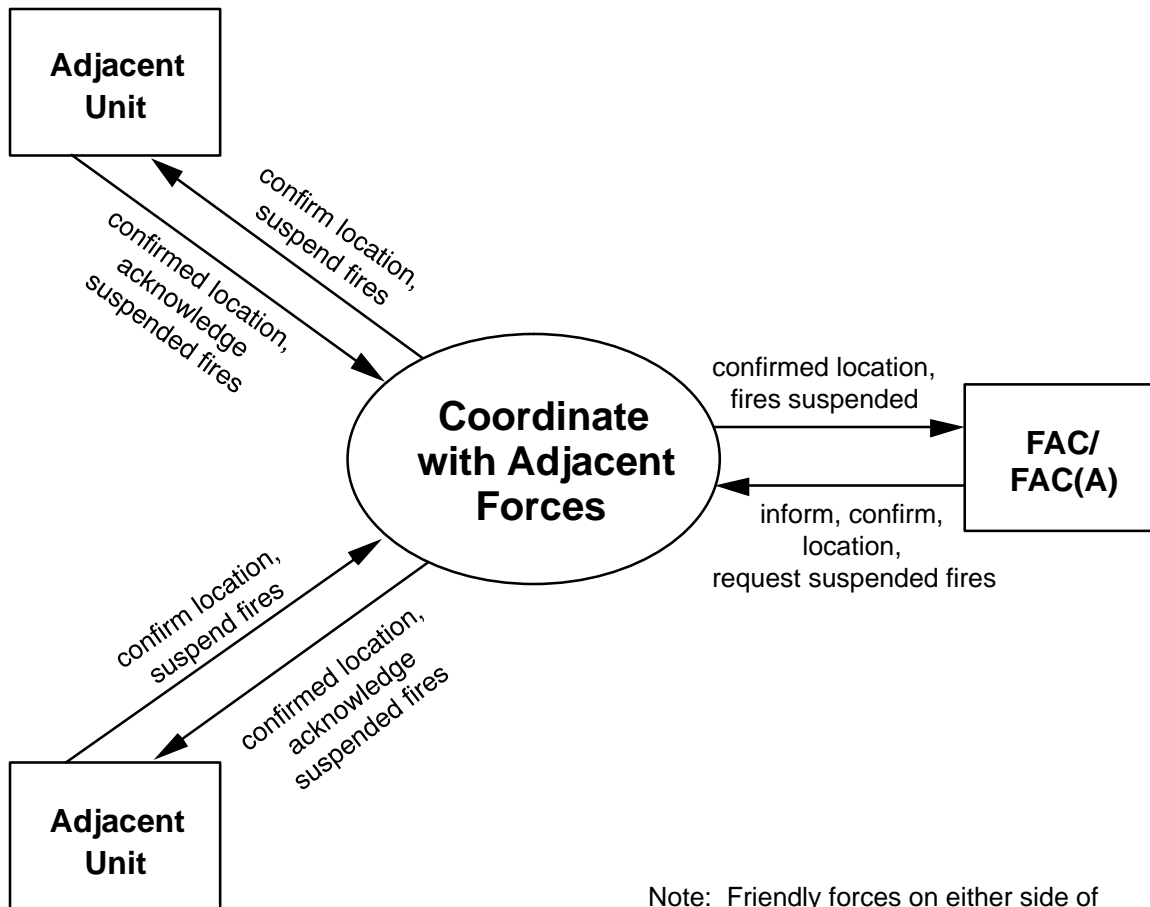 Adjacent
Unit
confirm location,
suspend fires
confirmed location,
acknowledge
suspended fires
Coordinate
with Adjacent
Forces
confirmed location,
fires suspended
FAC/
FAC(A)
inform, confirm,
location,
request suspended fires
confirm location,
suspend fires
confirmed location,
acknowledge
suspended fires
Adjacent
Unit
Note: Friendly forces on either side of